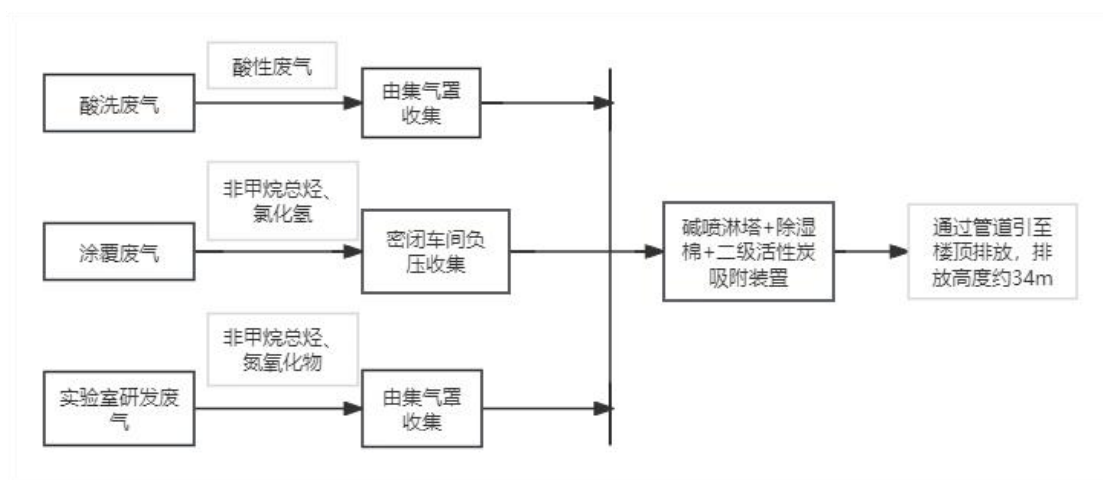 酸性废气
酸洗废气
由集气罩
收集
非甲烷总烃、
氯化氢
涂覆废气
密闭车间负
压收集
非甲烷总烃、
氮氧化物
实验室研发废
气
由集气罩
收集
碱喷淋塔+除湿
棉+二级活性炭
吸附装置
通过管道引至
楼顶排放，排
放高度约34m